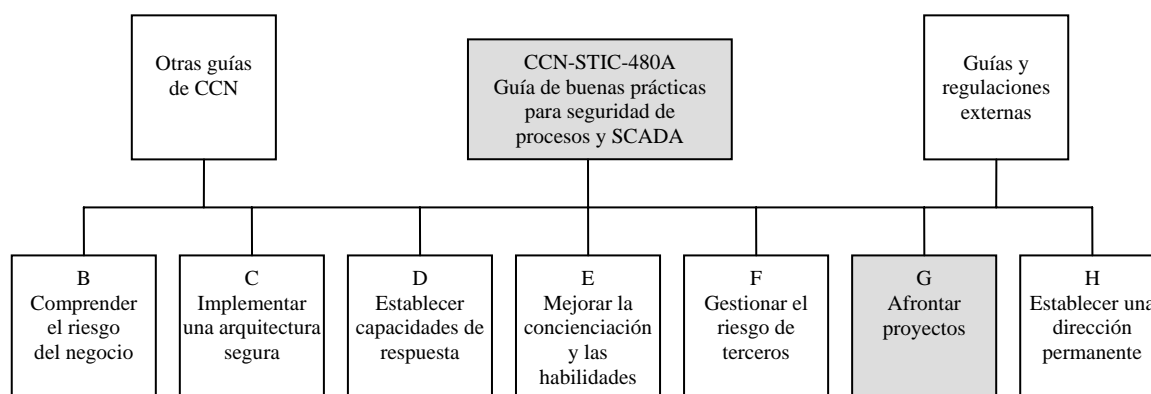 Otras guías
de CCN
CCN-STIC-480A
Guía de buenas prácticas
para seguridad de
procesos y SCADA
Guías y
regulaciones
externas
B
Comprender
el riesgo
del negocio
C
Implementar
una arquitectura
segura
D
Establecer
capacidades de
respuesta
E
Mejorar la
concienciación
y las
habilidades
F
Gestionar el
riesgo de
terceros
G
Afrontar
proyectos
H
Establecer una
dirección
permanente